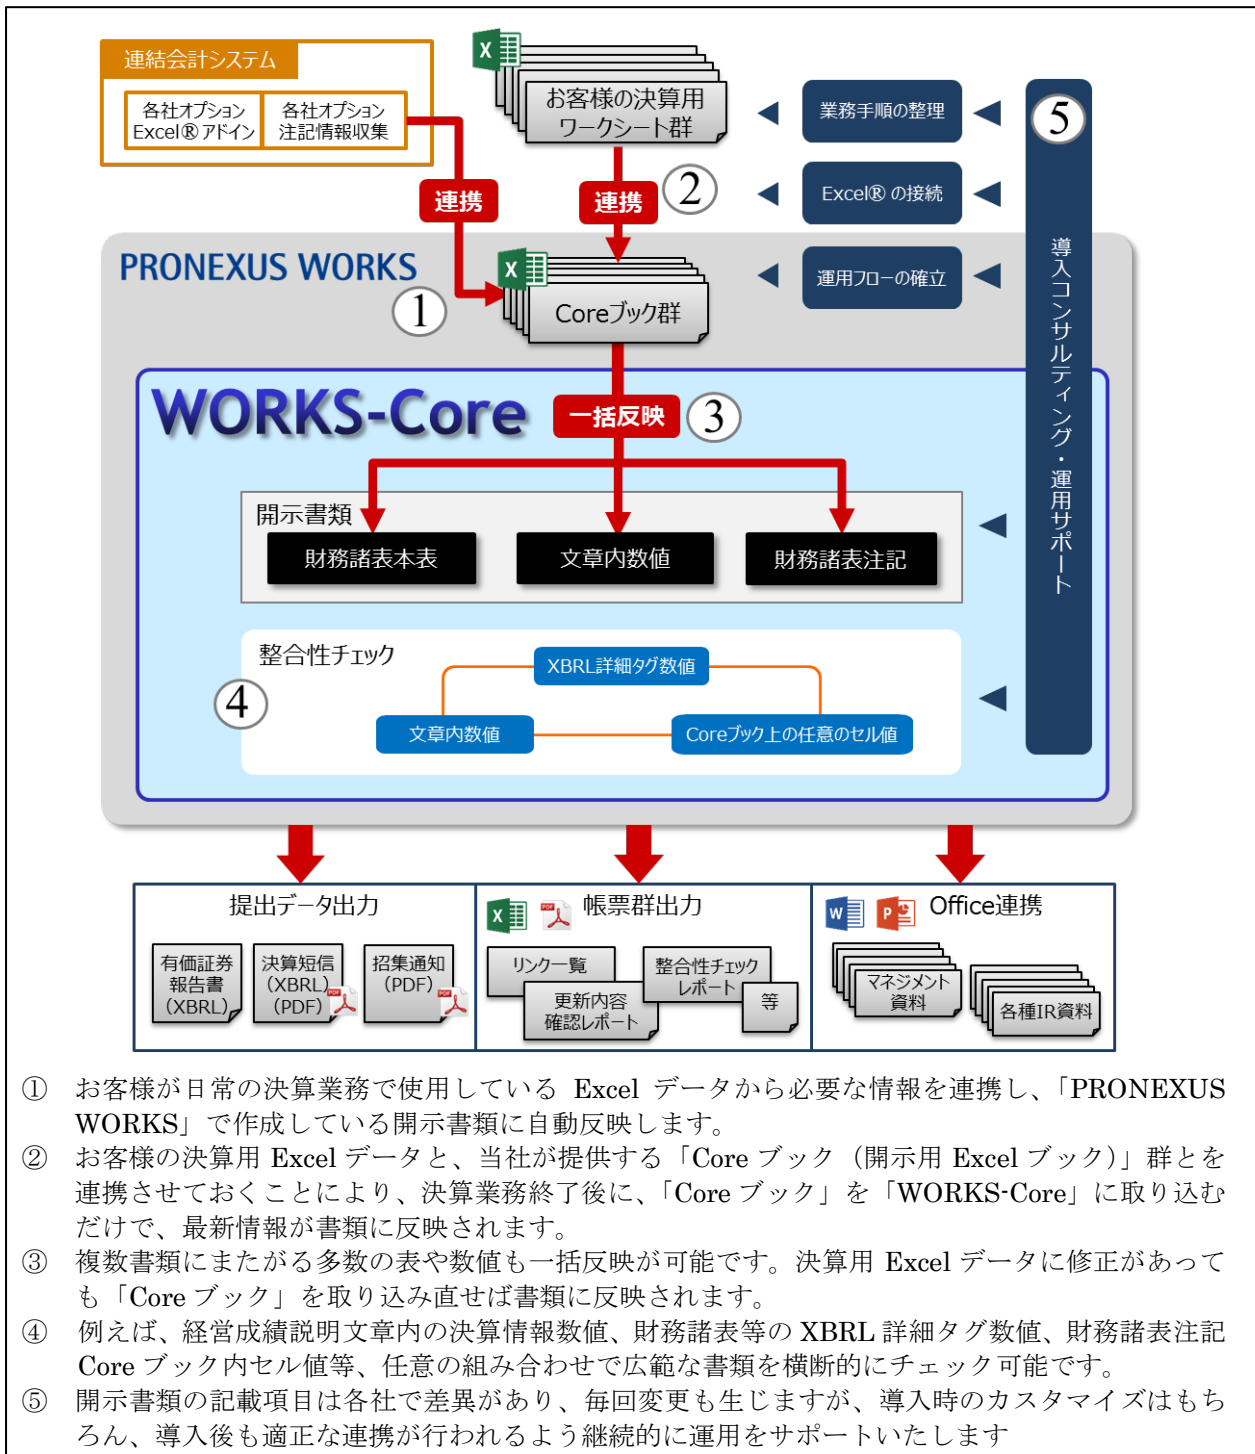 連結会計システム
各社オプション
Excel® アドイン
各社オプション
注記情報収集
お客様の決算用
ワークシート群
業務手順の整理
⑤
連携
連携
②
Excel® の接続
PRONEXUS WORKS
①
Coreブック群
運用フローの確立
導入コンサルティング・運用サポート
WORKS-Core
一括反映
③
開示書類
財務諸表本表
文章内数値
財務諸表注記
整合性チェック
④
XBRL詳細タグ数値
文章内数値
Coreブック上の任意のセル値
提出データ出力
有価証券
報告書
(XBRL)
決算短信
(XBRL)
(PDF)
招集通知
(PDF)
帳票群出力
リンク一覧
更新内容
確認レポート
整合性チェック
レポート
等
Office連携
マネジメント
資料
各種IR資料
① お客様が日常の決算業務で使用している Excel データから必要な情報を連携し、「PRONEXUS
WORKS」で作成している開示書類に自動反映します。
② お客様の決算用 Excel データと、当社が提供する「Core ブック（開示用 Excel ブック）」群とを
連携させておくことにより、決算業務終了後に、「Core ブック」を「WORKS-Core」に取り込む
だけで、最新情報が書類に反映されます。
③ 複数書類にまたがる多数の表や数値も一括反映が可能です。決算用 Excel データに修正があって
も「Core ブック」を取り込み直せば書類に反映されます。
④ 例えば、経営成績説明文章内の決算情報数値、財務諸表等の XBRL 詳細タグ数値、財務諸表注記
Core ブック内セル値等、任意の組み合わせで広範な書類を横断的にチェック可能です。
⑤ 開示書類の記載項目は各社で差異があり、毎回変更も生じますが、導入時のカスタマイズはもち
ろん、導入後も適正な連携が行われるよう継続的に運用をサポートいたします